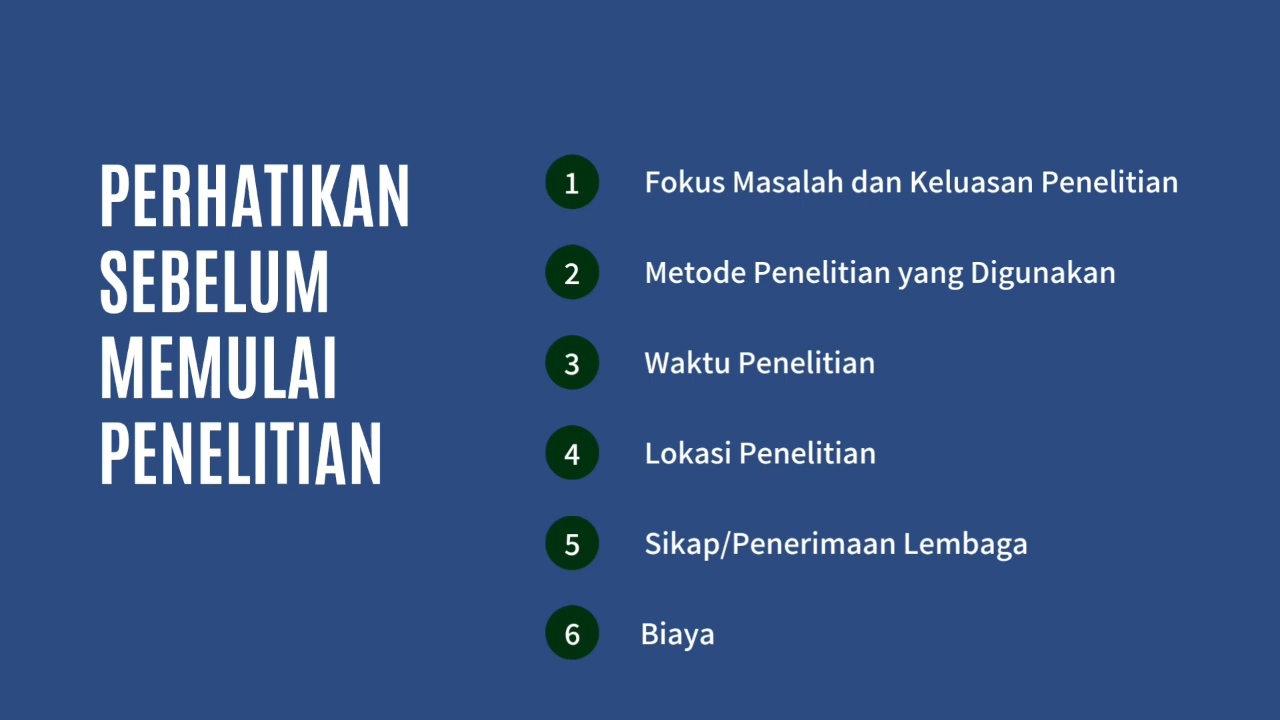 PERHATIKAN
SEBELUM
MEMULAI
PENELITIAN
1 Fokus Masalah dan Keluasan Penelitian
2 Metode Penelitian yang Digunakan
3 Waktu Penelitian
4 Lokasi Penelitian
5 Sikap/Penerimaan Lembaga
6 Biaya